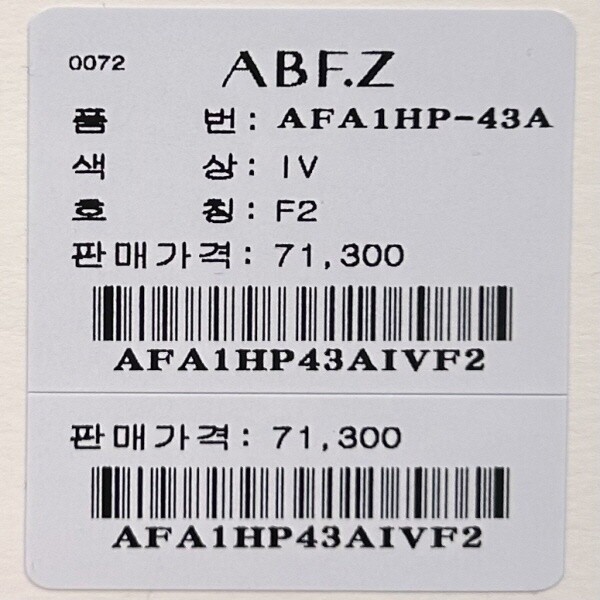 0072 ABF.Z
품 번: AFA1HP-43A
색 상: IV
호 칭: F2
판매가격: 71,300
AFA1HP43AIVF2
판매가격: 71,300
AFA1HP43AIVF2